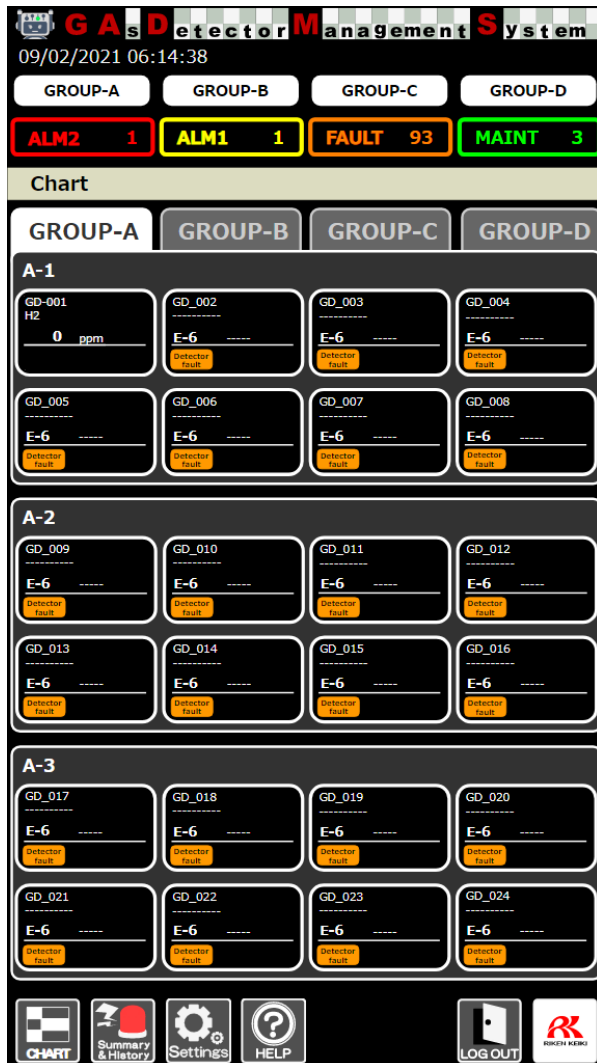 GAsDetectorManagementSystem
09/02/2021 06:14:38
GROUP-A GROUP-B GROUP-C GROUP-D
ALM2 1 ALM1 1 FAULT 93 MAINT 3
Chart
GROUP-A GROUP-B GROUP-C GROUP-D
A-1
GD-001 GD_002 GD_003 GD_004
H2 ---------- ---------- ----------
0 ppm E-6 ----- E-6 ----- E-6 -----
Detector Detector Detector
fault fault fault
GD_005 GD_006 GD_007 GD_008
---------- ---------- ---------- ----------
E-6 ----- E-6 ----- E-6 ----- E-6 -----
Detector Detector Detector Detector
fault fault fault fault
A-2
GD_009 GD_010 GD_011 GD_012
---------- ---------- ---------- ----------
E-6 ----- E-6 ----- E-6 ----- E-6 -----
Detector Detector Detector Detector
fault fault fault fault
GD_013 GD_014 GD_015 GD_016
---------- ---------- ---------- ----------
E-6 ----- E-6 ----- E-6 ----- E-6 -----
Detector Detector Detector Detector
fault fault fault fault
A-3
GD_017 GD_018 GD_019 GD_020
---------- ---------- ---------- ----------
E-6 ----- E-6 ----- E-6 ----- E-6 -----
Detector Detector Detector Detector
fault fault fault fault
GD_021 GD_022 GD_023 GD_024
---------- ---------- ---------- ----------
E-6 ----- E-6 ----- E-6 ----- E-6 -----
Detector Detector Detector Detector
fault fault fault fault
CHART Summary & History Settings HELP LOG OUT RIKEN KEIKI